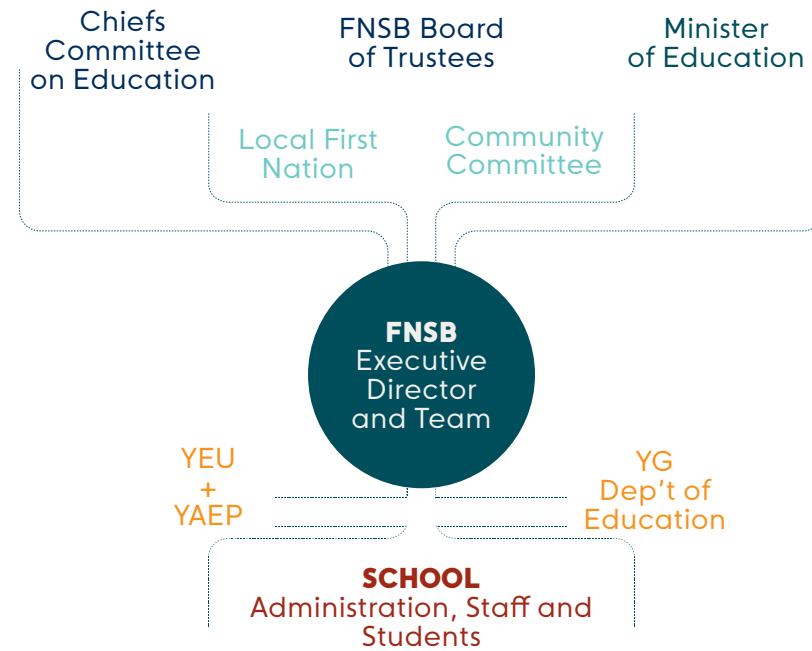 Chiefs
Committee
on Education
FNSB Board
of Trustees
Minister
of Education
Local First
Nation
Community
Committee
FNSB
Executive
Director
and Team
YEU
+
YAEP
YG
Dep’t of
Education
SCHOOL
Administration, Staff and
Students